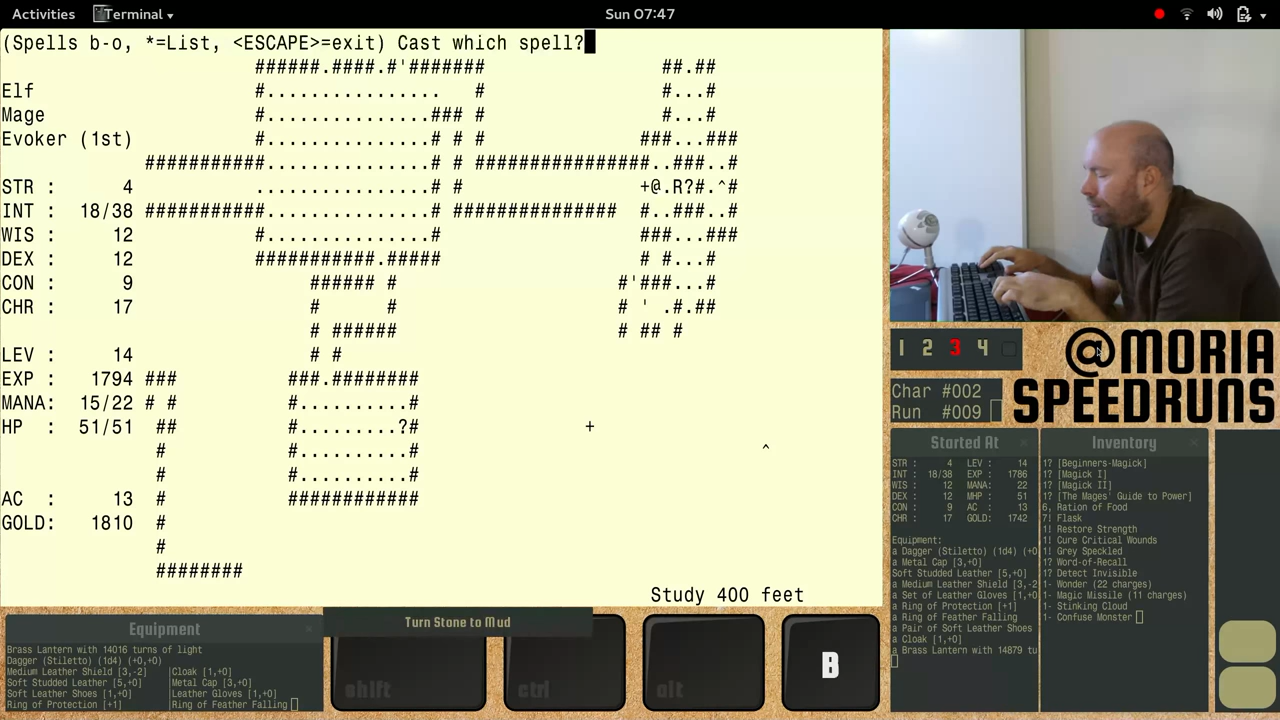 Activities Terminal Sun 07:47
(Spells b-o, *=List, <ESCAPE>=exit) Cast which spell?
######.####.#'####### ##.##
Elf #................ # #...#
Mage #...............### # #...#
Evoker (1st) #...............# # ###...###
###########...............# # ################..###..#
STR : 4 ................# # +@.R?#.^#
INT : 18/38 ###########...............# ############### #..###..#
WIS : 12 #...............# ###...###
DEX : 12 ###########.##### # #...#
CON : 9 ###### # #'###...#
CHR : 17 # # # ' .#.##
# ###### # ## #
LEV : 14 # #
EXP : 1794 ### ###.########
MANA: 15/22 # # #..........#
HP : 51/51 ## #.........?# +
# #..........# ^
# #..........#
AC : 13 # ############
GOLD: 1810 #
#
########
Study 400 feet
1 2 3 4
@MORIA
SPEEDRUNS
Char #002
Run #009
Started At
STR : 4 LEV : 14
INT : 18/38 EXP : 1786
WIS : 12 MANA: 22
DEX : 12 MHP : 51
CON : 9 AC : 13
CHR : 17 GOLD: 1742
Equipment:
a Dagger (Stiletto) (1d4) (+0
a Metal Cap [3,+0]
Soft Studded Leather [5,+0]
a Medium Leather Shield [3,-2
a Set of Leather Gloves [1,+0
a Ring of Protection [+1]
a Ring of Feather Falling
a Pair of Soft Leather Shoes
a Cloak [1,+0]
a Brass Lantern with 14879 tu
Inventory
1? [Beginners-Magick]
1? [Magick I]
1? [Magick II]
1? [The Mages' Guide to Power]
6, Ration of Food
7! Flask
1! Restore Strength
1! Cure Critical Wounds
1! Grey Speckled
1? Word-of-Recall
1? Detect Invisible
1- Wonder (22 charges)
1- Magic Missile (11 charges)
1- Stinking Cloud
1- Confuse Monster
Equipment
Brass Lantern with 14016 turns of light
Dagger (Stiletto) (1d4) (+0,+0)
Medium Leather Shield [3,-2] |Cloak [1,+0]
Soft Studded Leather [5,+0] |Metal Cap [3,+0]
Soft Leather Shoes [1,+0] |Leather Gloves [1,+0]
Ring of Protection [+1] |Ring of Feather Falling
Turn Stone to Mud
shift ctrl alt B